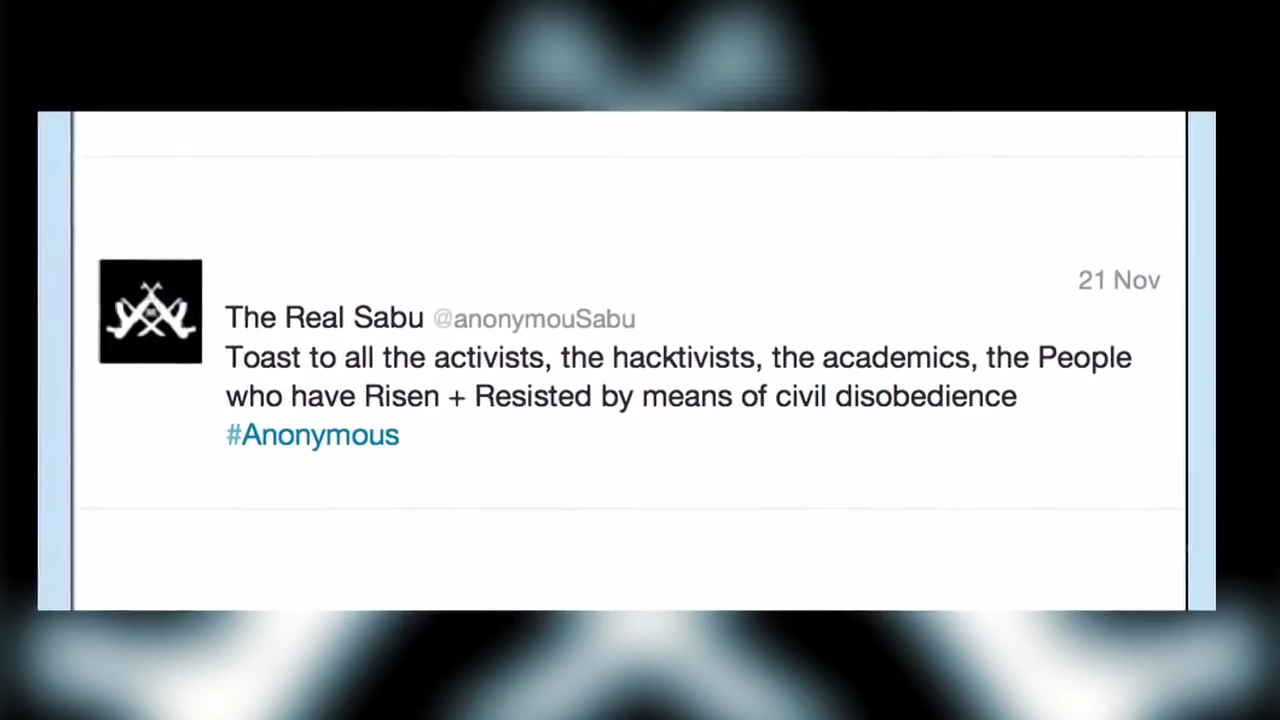 21 Nov
The Real Sabu @anonymouSabu
Toast to all the activists, the hacktivists, the academics, the People
who have Risen + Resisted by means of civil disobedience
#Anonymous